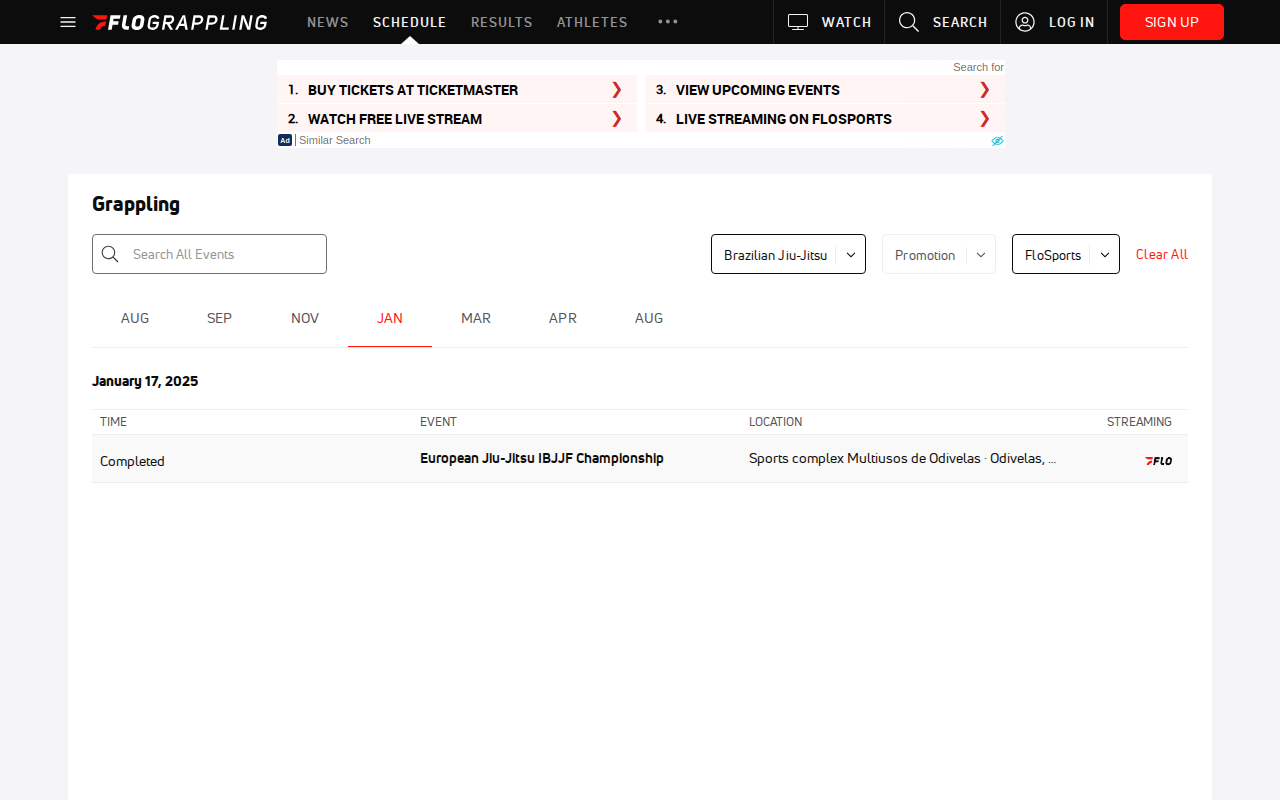 FLOGRAPPLING NEWS SCHEDULE RESULTS ATHLETES WATCH SEARCH LOG IN SIGN UP
Search for
1. BUY TICKETS AT TICKETMASTER
2. WATCH FREE LIVE STREAM
3. VIEW UPCOMING EVENTS
4. LIVE STREAMING ON FLOSPORTS
Ad Similar Search
Grappling
Search All Events Brazilian Jiu-Jitsu Promotion FloSports Clear All
AUG SEP NOV JAN MAR APR AUG
January 17, 2025
TIME EVENT LOCATION STREAMING
Completed European Jiu-Jitsu IBJJF Championship Sports complex Multiusos de Odivelas · Odivelas, ... FLO